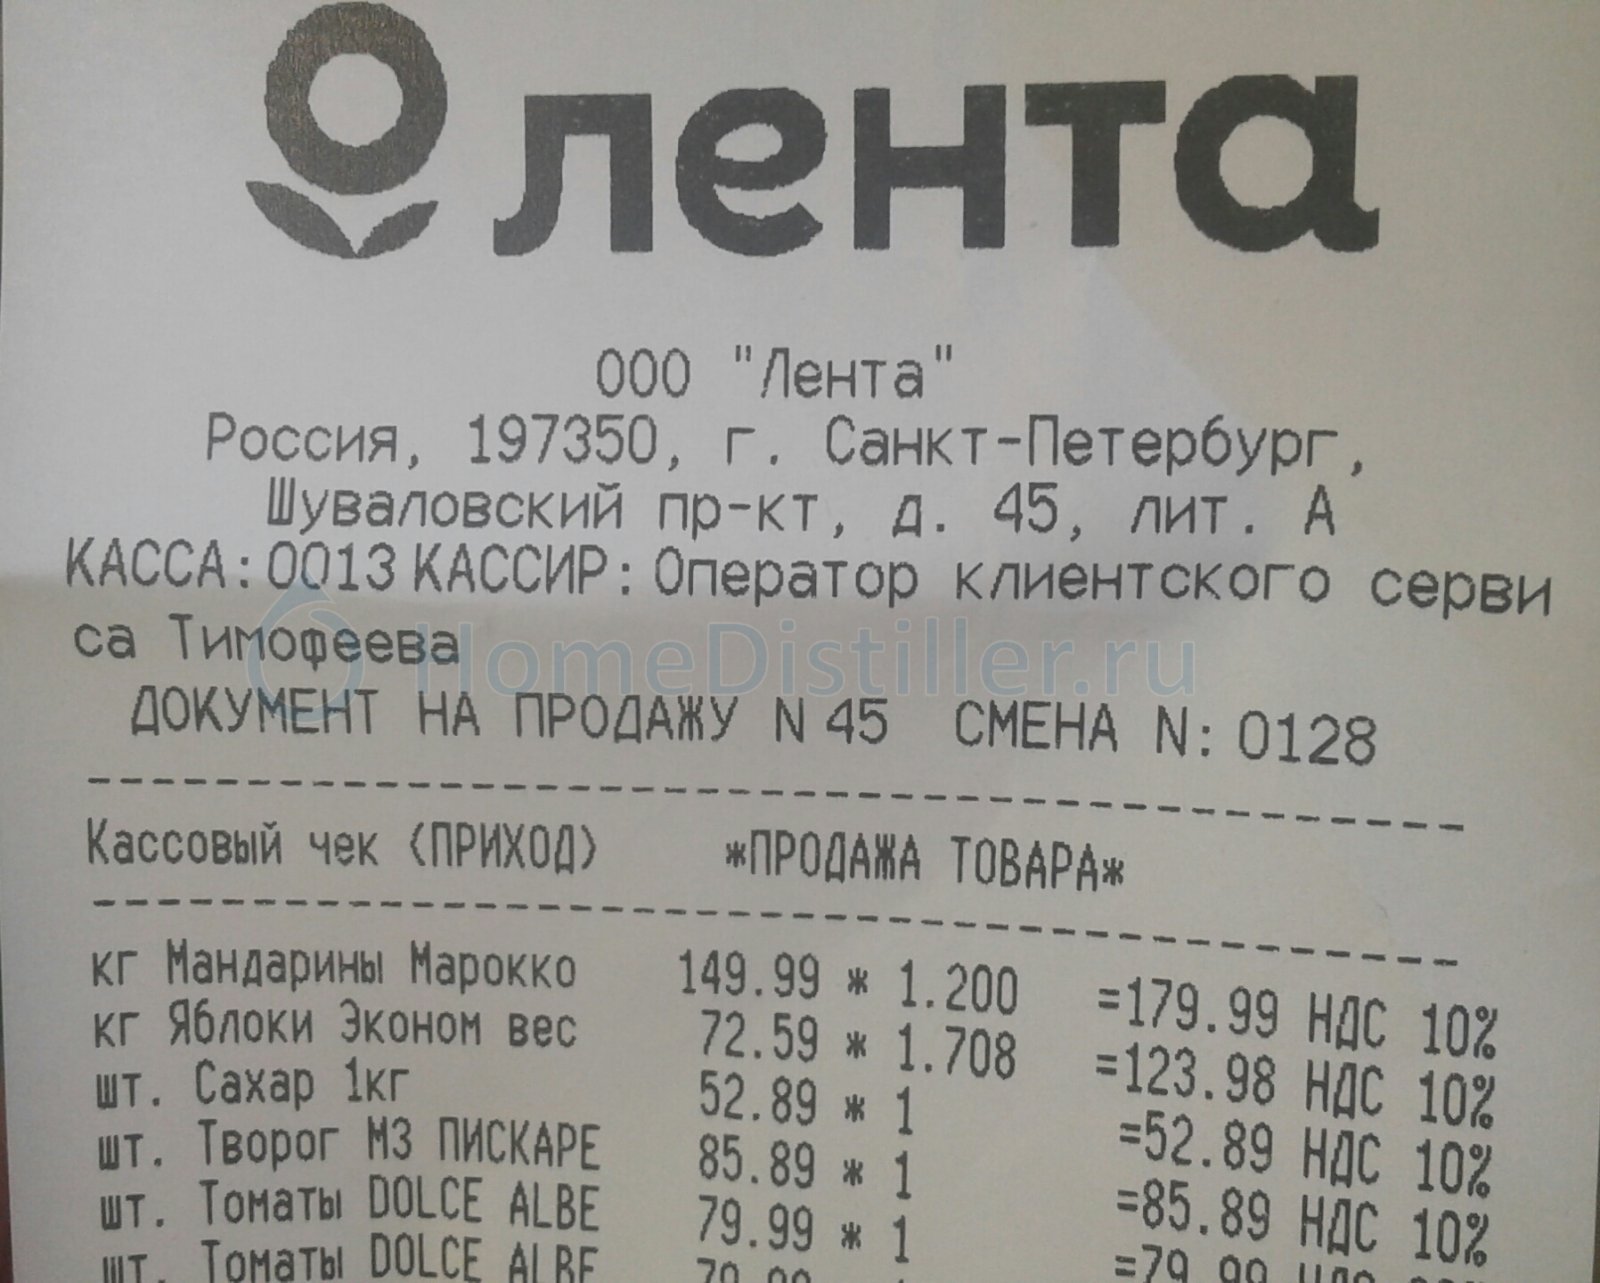 лента
ООО "Лента"
Россия, 197350, г. Санкт-Петербург,
Шуваловский пр-кт, д. 45, лит. А
КАССА:0013 КАССИР: Оператор клиентского серви
са Тимофеева
HomeDistiller.ru
ДОКУМЕНТ НА ПРОДАЖУ N 45 СМЕНА N: 0128
Кассовый чек (ПРИХОД) *ПРОДАЖА ТОВАРА*
кг Мандарины Марокко 149.99 * 1.200 =179.99 НДС 10%
кг Яблоки Эконом вес 72.59 * 1.708 =123.98 НДС 10%
шт. Сахар 1кг 52.89 * 1 =52.89 НДС 10%
шт. Творог МЗ ПИСКАРЕ 85.89 * 1 =85.89 НДС 10%
шт. Томаты DOLCE ALBE 79.99 * 1 =79.99 НДС
шт. Томаты DOLCE ALBE 79.99